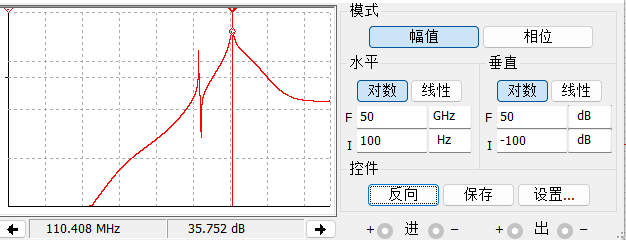 模式
幅值 相位
水平 垂直
对数 线性 对数 线性
F 50 GHz F 50 dB
I 100 Hz I -100 dB
控件
反向 保存 设置...
110.408 MHz 35.752 dB
+ 进 − + 出 −